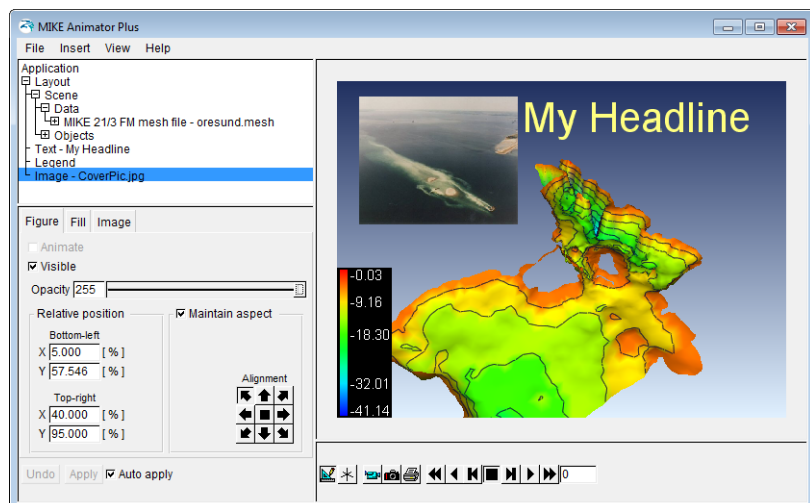 MIKE Animator Plus
File Insert View Help
Application
Layout
Scene
Data
MIKE 21/3 FM mesh file - oresund.mesh
Objects
Text - My Headline
Legend
Image - CoverPic.jpg
Figure Fill Image
Animate
Visible
Opacity 255
Relative position
Maintain aspect
Bottom-left
X 5.000 [ % ]
Y 57.546 [ % ]
Top-right
X 40.000 [ % ]
Y 95.000 [ % ]
Alignment
Undo Apply Auto apply
My Headline
-0.03
-9.16
-18.30
-32.01
-41.14
0